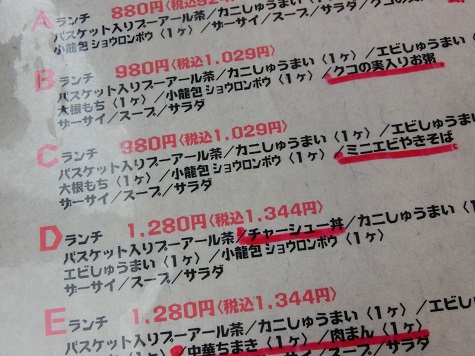 A ランチ 880円〈税込92
バスケット入りプーアール茶／カニしゅうまい〈1ヶ〉／エビし
小龍包 ショウロンポウ〈1ヶ〉／ザーサイ／スープ／サラダ／クコの実
B ランチ 980円〈税込1,029円〉
バスケット入りプーアール茶／カニしゅうまい〈1ヶ〉／エビしゅうまい
大根もち〈1ヶ〉／小龍包 ショウロンポウ〈1ヶ〉／クコの実入りお粥
ザーサイ／スープ／サラダ
C ランチ 980円〈税込1,029円〉
バスケット入りプーアール茶／カニしゅうまい〈1ヶ〉／エビしゅうまい
大根もち〈1ヶ〉／小龍包 ショウロンポウ〈1ヶ〉／ミニエビやきそば
ザーサイ／スープ／サラダ
D ランチ 1.280円〈税込1,344円〉
バスケット入りプーアール茶／チャーシュー丼／カニしゅうまい〈1
エビしゅうまい〈1ヶ〉／小龍包 ショウロンポウ〈1ヶ〉
ザーサイ／スープ／サラダ
E ランチ 1.280円〈税込1,344円〉
バスケット入りプーアール茶／カニしゅうまい〈1ヶ〉／エビし
〈1ヶ〉／中華ちまき〈1ヶ〉／肉まん〈1ヶ〉